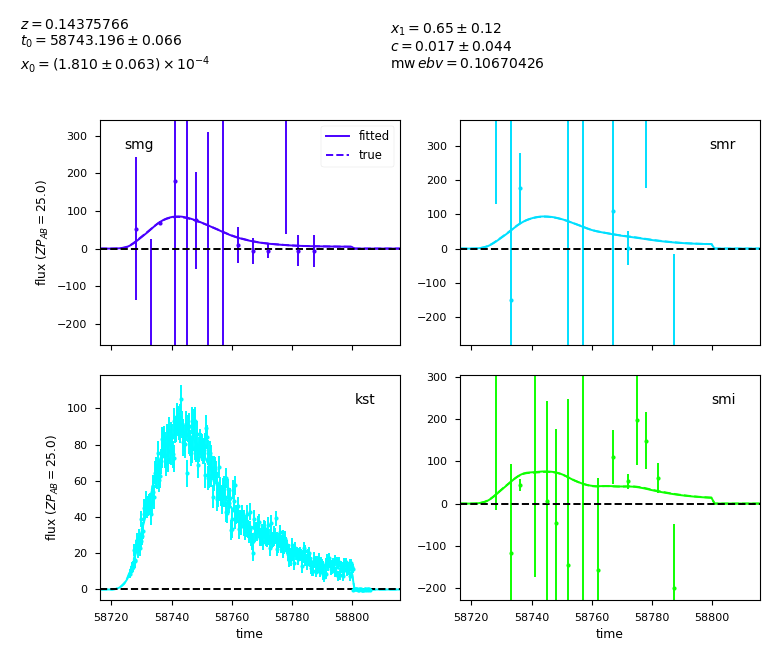 z = 0.14375766
t₀ = 58743.196 ± 0.066
x₀ = (1.810 ± 0.063) × 10⁻⁴
x₁ = 0.65 ± 0.12
c = 0.017 ± 0.044
mw ebv = 0.10670426
smg
fitted
true
300
200
100
0
−100
−200
flux (ZP_AB = 25.0)
smr
300
200
100
0
−100
−200
kst
100
80
60
40
20
0
flux (ZP_AB = 25.0)
58720 58740 58760 58780 58800
time
smi
300
200
100
0
−100
−200
58720 58740 58760 58780 58800
time